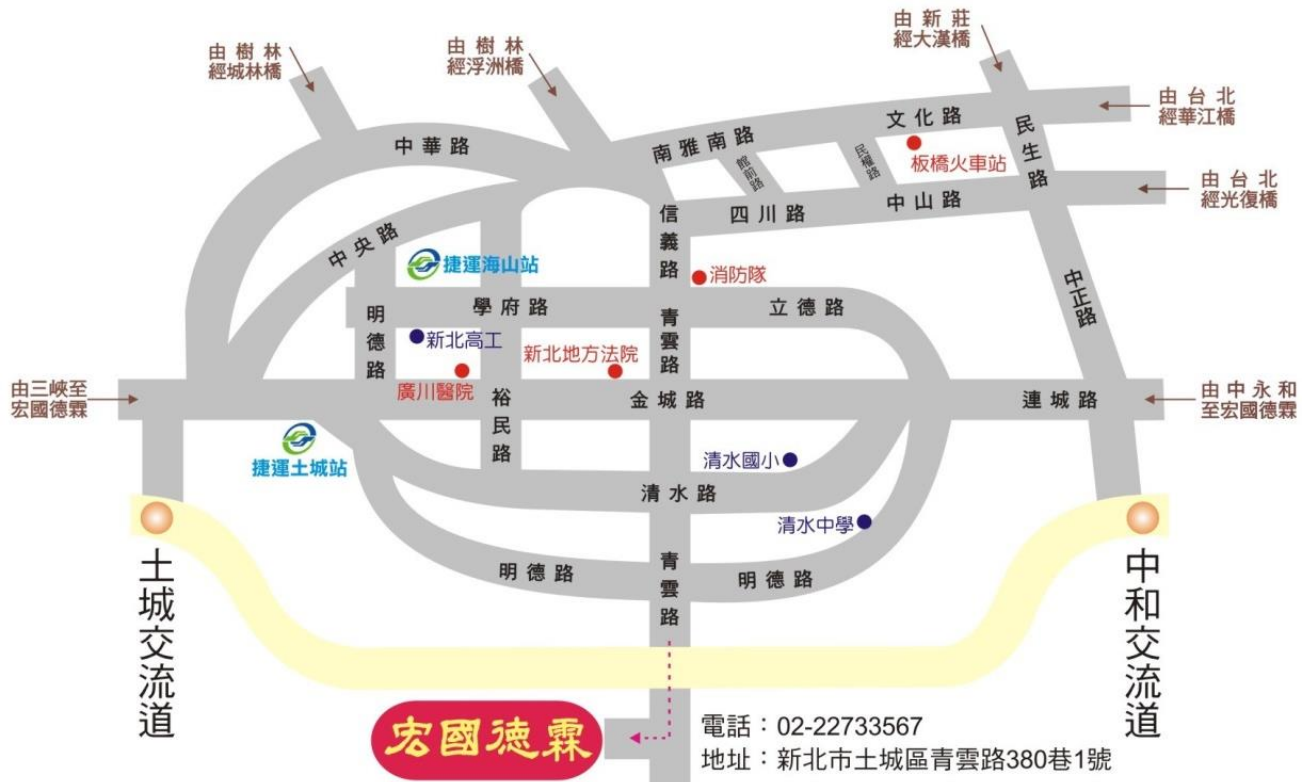 由新莊
經大漢橋
由樹林
經城林橋
由樹林
經浮洲橋
由台北
經華江橋
文化路
民生路
中華路
南雅南路
館前路
民權路
板橋火車站
由台北
經光復橋
信義路
四川路
中山路
中央路
捷運海山站
消防隊
明德路
學府路
青雲路
立德路
中正路
新北高工
新北地方法院
廣川醫院
由三峽至
宏國德霖
裕民路
金城路
連城路
由中永和
至宏國德霖
捷運土城站
清水國小
清水路
清水中學
土城交流道
明德路
青雲路
明德路
中和交流道
宏國德霖
電話：02-22733567
地址：新北市土城區青雲路380巷1號